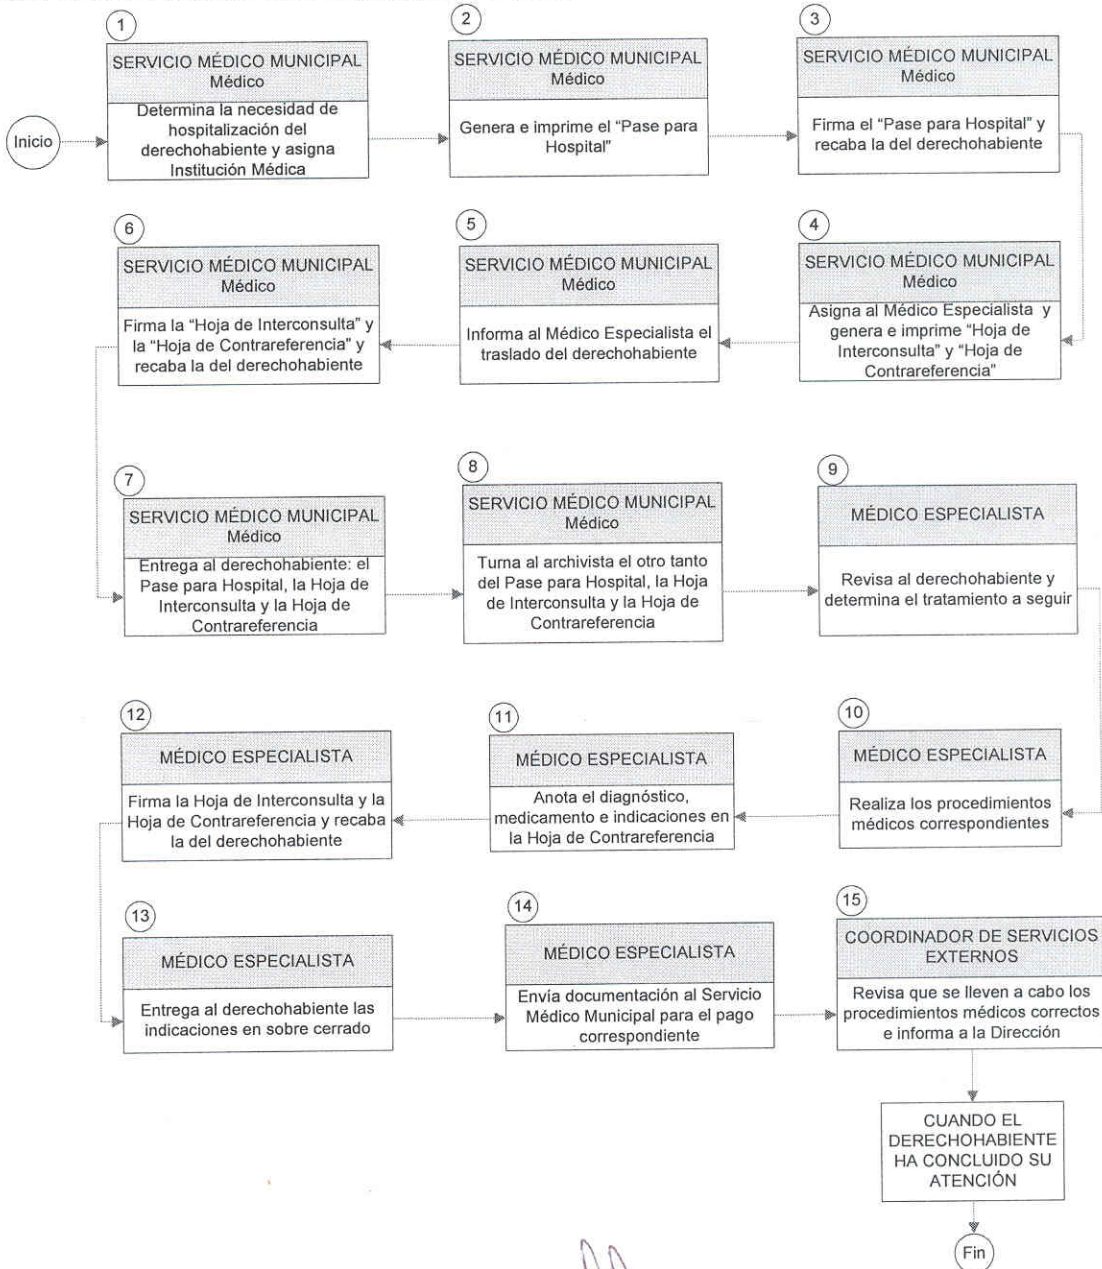 Inicio
1
SERVICIO MÉDICO MUNICIPAL
Médico
Determina la necesidad de
hospitalización del
derechohabiente y asigna
Institución Médica
2
SERVICIO MÉDICO MUNICIPAL
Médico
Genera e imprime el "Pase para
Hospital"
3
SERVICIO MÉDICO MUNICIPAL
Médico
Firma el "Pase para Hospital" y
recaba la del derechohabiente
4
SERVICIO MÉDICO MUNICIPAL
Médico
Asigna al Médico Especialista y
genera e imprime "Hoja de
Interconsulta" y "Hoja de
Contrareferencia"
5
SERVICIO MÉDICO MUNICIPAL
Médico
Informa al Médico Especialista el
traslado del derechohabiente
6
SERVICIO MÉDICO MUNICIPAL
Médico
Firma la "Hoja de Interconsulta" y
la "Hoja de Contrareferencia" y
recaba la del derechohabiente
7
SERVICIO MÉDICO MUNICIPAL
Médico
Entrega al derechohabiente: el
Pase para Hospital, la Hoja de
Interconsulta y la Hoja de
Contrareferencia
8
SERVICIO MÉDICO MUNICIPAL
Médico
Turna al archivista el otro tanto
del Pase para Hospital, la Hoja
de Interconsulta y la Hoja de
Contrareferencia
9
MÉDICO ESPECIALISTA
Revisa al derechohabiente y
determina el tratamiento a seguir
10
MÉDICO ESPECIALISTA
Realiza los procedimientos
médicos correspondientes
11
MÉDICO ESPECIALISTA
Anota el diagnóstico,
medicamento e indicaciones en
la Hoja de Contrareferencia
12
MÉDICO ESPECIALISTA
Firma la Hoja de Interconsulta y la
Hoja de Contrareferencia y recaba
la del derechohabiente
13
MÉDICO ESPECIALISTA
Entrega al derechohabiente las
indicaciones en sobre cerrado
14
MÉDICO ESPECIALISTA
Envía documentación al Servicio
Médico Municipal para el pago
correspondiente
15
COORDINADOR DE SERVICIOS
EXTERNOS
Revisa que se lleven a cabo los
procedimientos médicos correctos
e informa a la Dirección
CUANDO EL
DERECHOHABIENTE
HA CONCLUIDO SU
ATENCIÓN
Fin